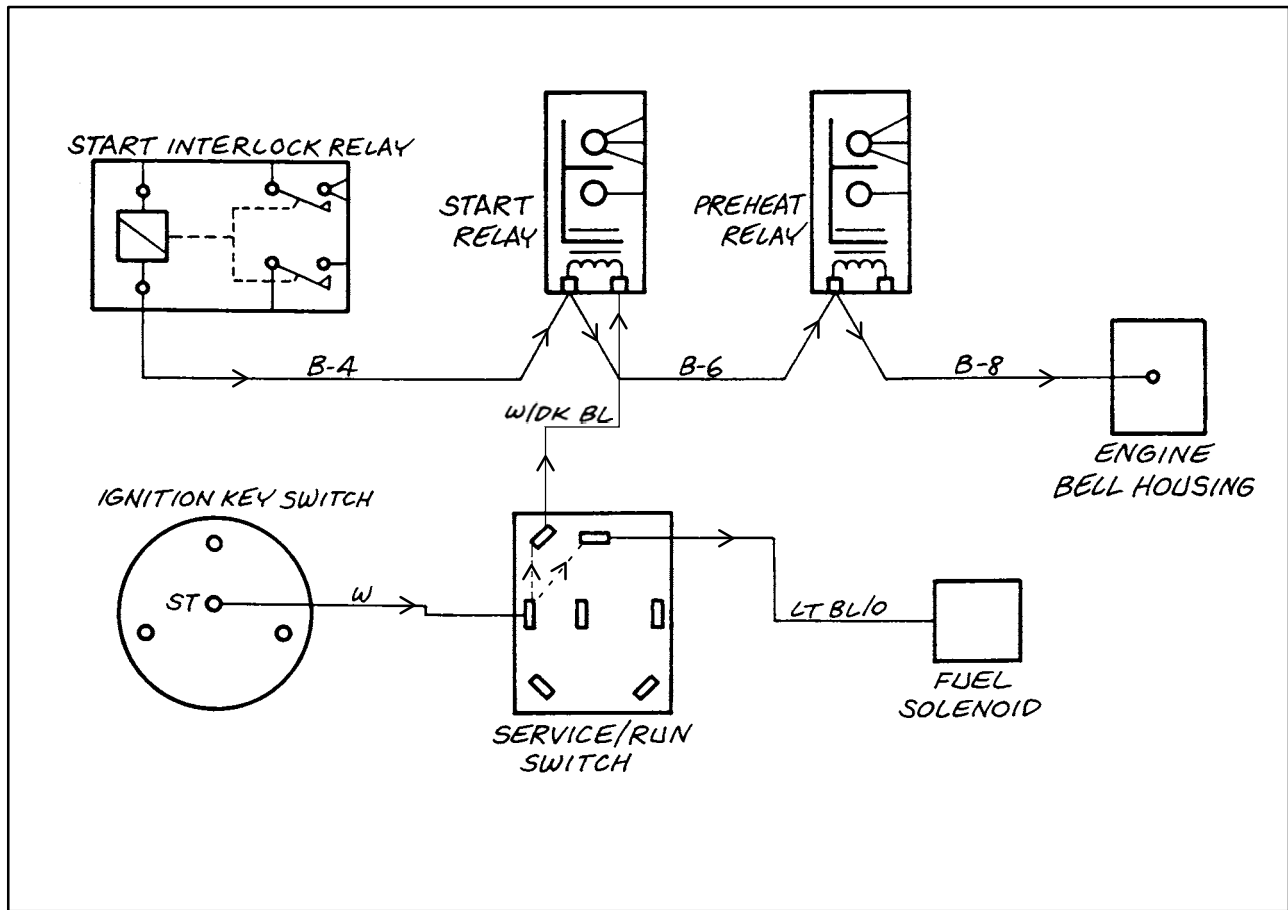 START INTERLOCK RELAY
START
RELAY
PREHEAT
RELAY
B-4
B-6
B-8
W/DK BL
ENGINE
BELL HOUSING
IGNITION KEY SWITCH
ST
W
LT BL/O
FUEL
SOLENOID
SERVICE/RUN
SWITCH